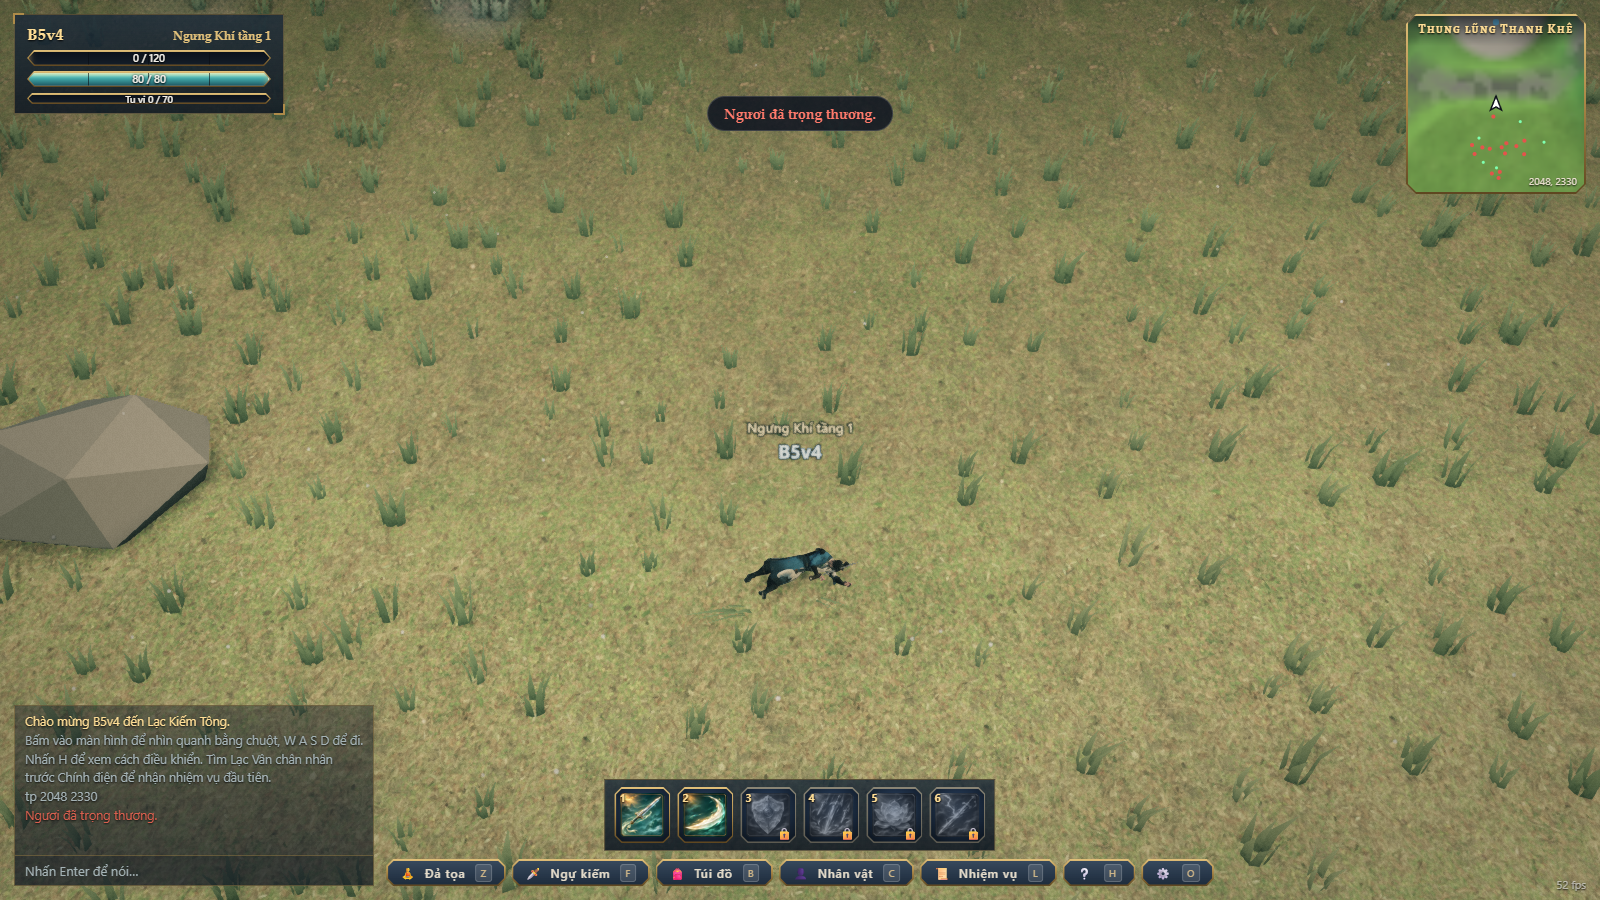 B5v4
Ngưng Khí tầng 1
0 / 120
80 / 80
Tu vi 0 / 70
Ngươi đã trọng thương.
Thung lũng Thanh Khê
2048, 2330
Ngưng Khí tầng 1
B5v4
Chào mừng B5v4 đến Lạc Kiếm Tông.
Bấm vào màn hình để nhìn quanh bằng chuột, W A S D để đi.
Nhấn H để xem cách điều khiển. Tìm Lạc Vân chân nhân
trước Chính điện để nhận nhiệm vụ đầu tiên.
tp 2048 2330
Ngươi đã trọng thương.
Nhấn Enter để nói...
1 2 3 4 5 6
Đả tọa Z
Ngự kiếm F
Túi đồ B
Nhân vật C
Nhiệm vụ L
? H
O
52 fps